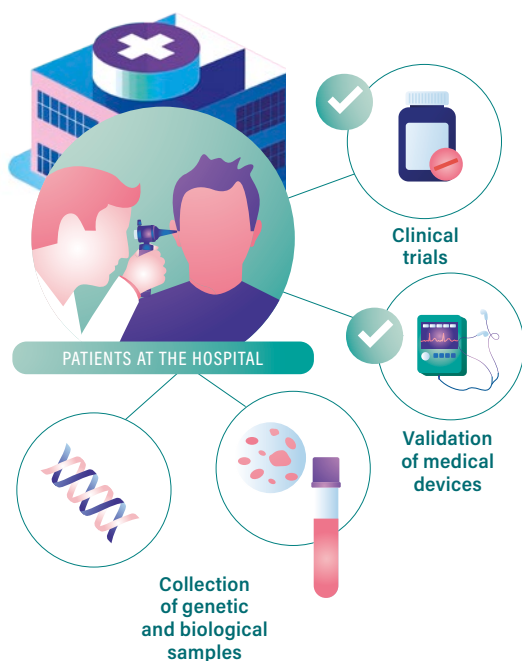 Clinical
trials
PATIENTS AT THE HOSPITAL
Validation
of medical
devices
Collection
of genetic
and biological
samples